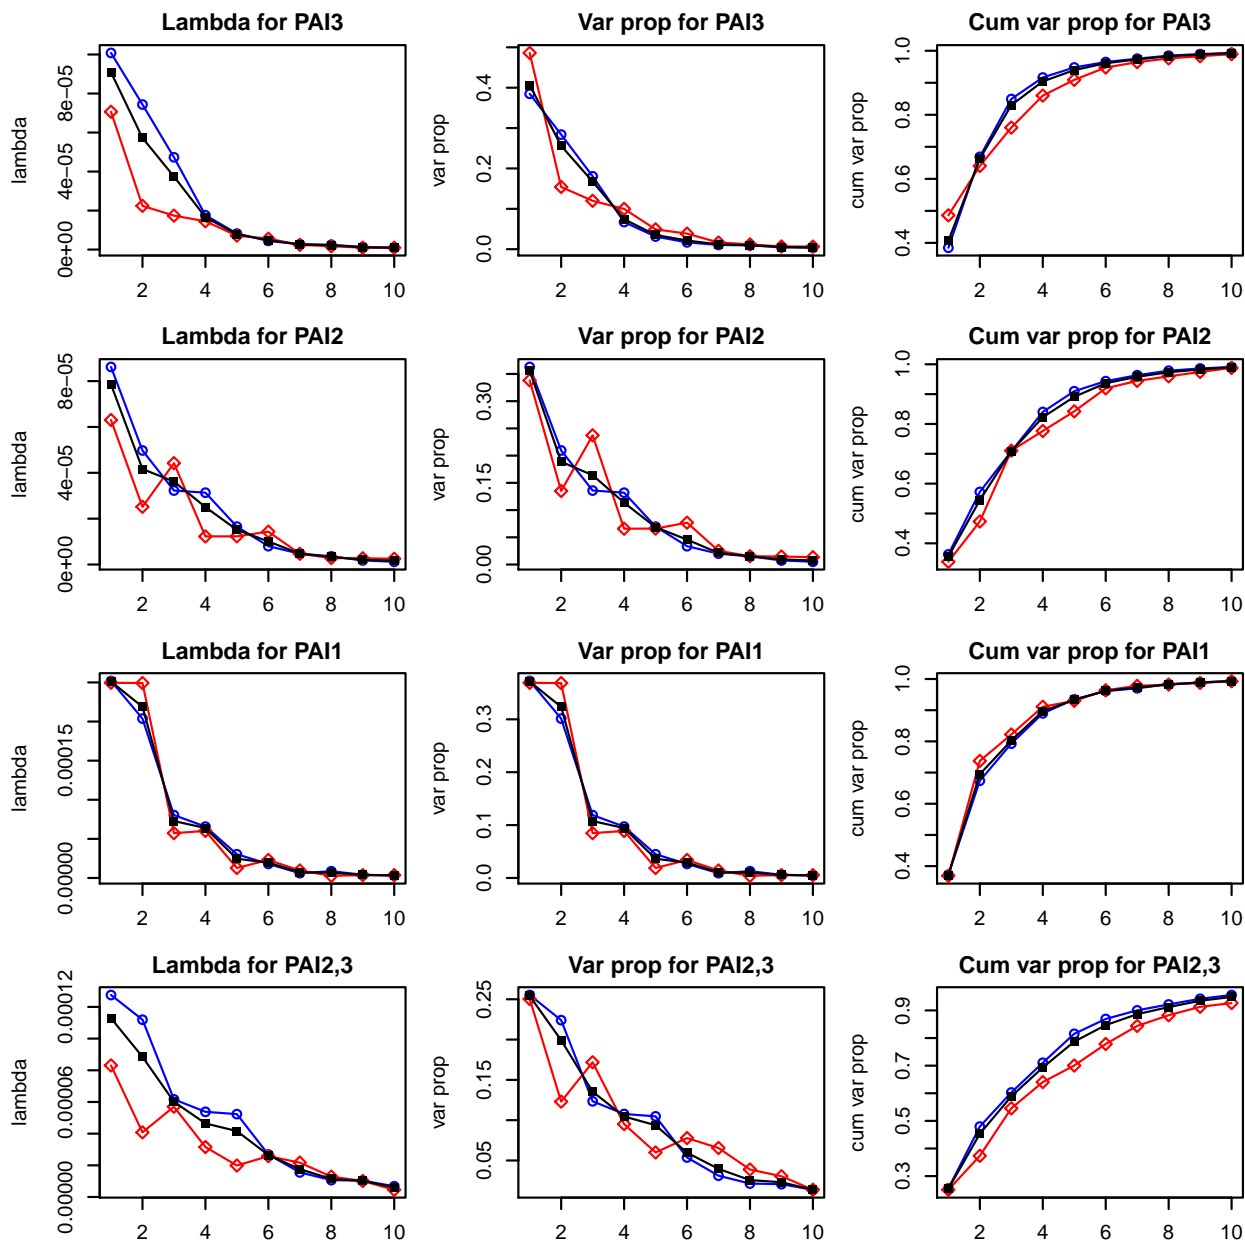 Lambda for PAI3
lambda
0e+00 4e-05 8e-05
2 4 6 8 10
Var prop for PAI3
var prop
0.0 0.2 0.4
2 4 6 8 10
Cum var prop for PAI3
cum var prop
0.4 0.6 0.8 1.0
2 4 6 8 10
Lambda for PAI2
lambda
0e+00 4e-05 8e-05
2 4 6 8 10
Var prop for PAI2
var prop
0.00 0.15 0.30
2 4 6 8 10
Cum var prop for PAI2
cum var prop
0.4 0.6 0.8 1.0
2 4 6 8 10
Lambda for PAI1
lambda
0.00000 0.00015
2 4 6 8 10
Var prop for PAI1
var prop
0.0 0.1 0.2 0.3
2 4 6 8 10
Cum var prop for PAI1
cum var prop
0.4 0.6 0.8 1.0
2 4 6 8 10
Lambda for PAI2,3
lambda
0.00000 0.00006 0.00012
2 4 6 8 10
Var prop for PAI2,3
var prop
0.05 0.15 0.25
2 4 6 8 10
Cum var prop for PAI2,3
cum var prop
0.3 0.5 0.7 0.9
2 4 6 8 10